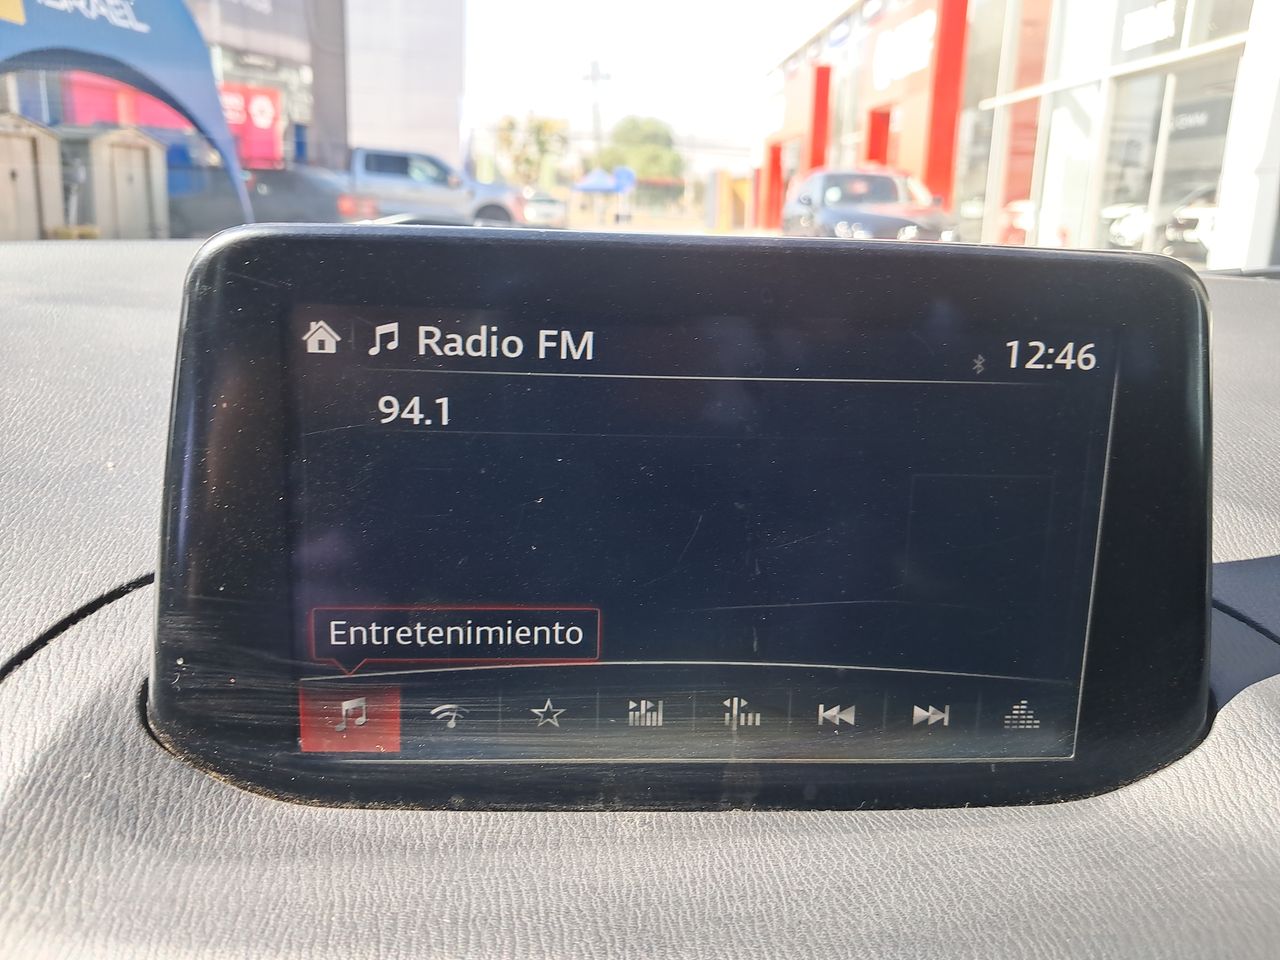 Radio FM
12:46
94.1
Entretenimiento